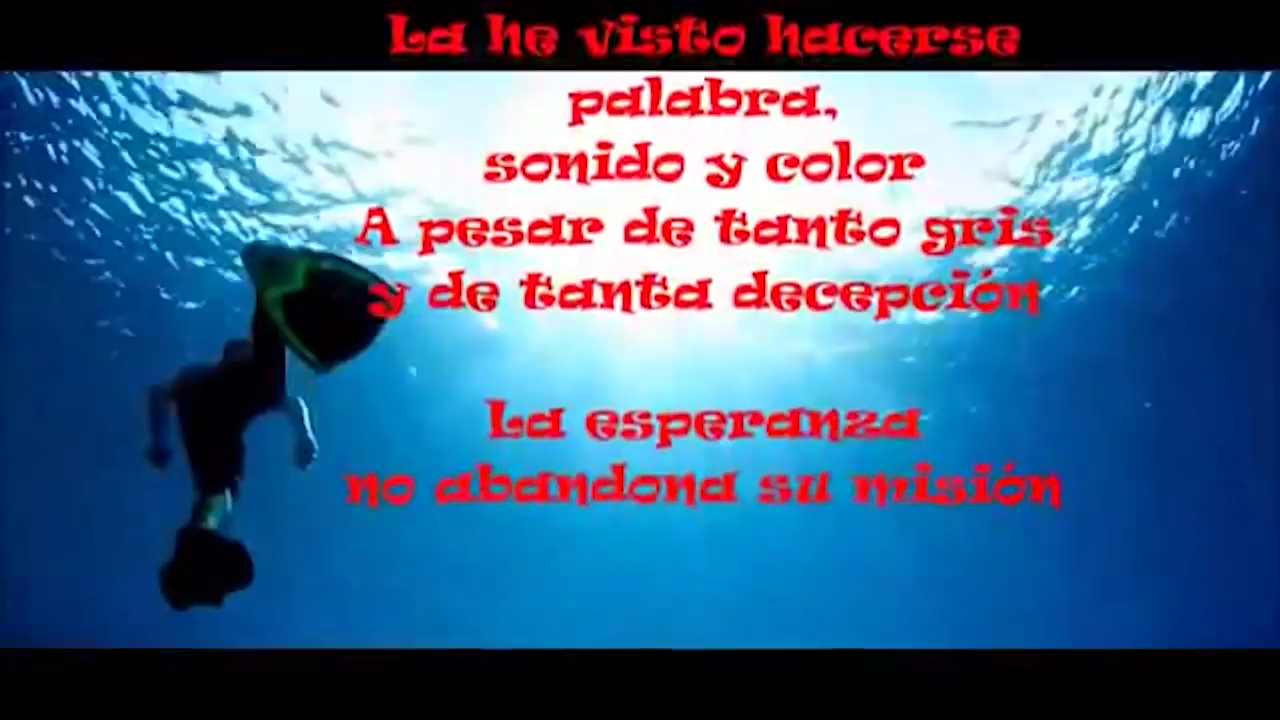 La he visto hacerse
palabra,
sonido y color
A pesar de tanto gris
y de tanta decepción
La esperanza
no abandona su misión